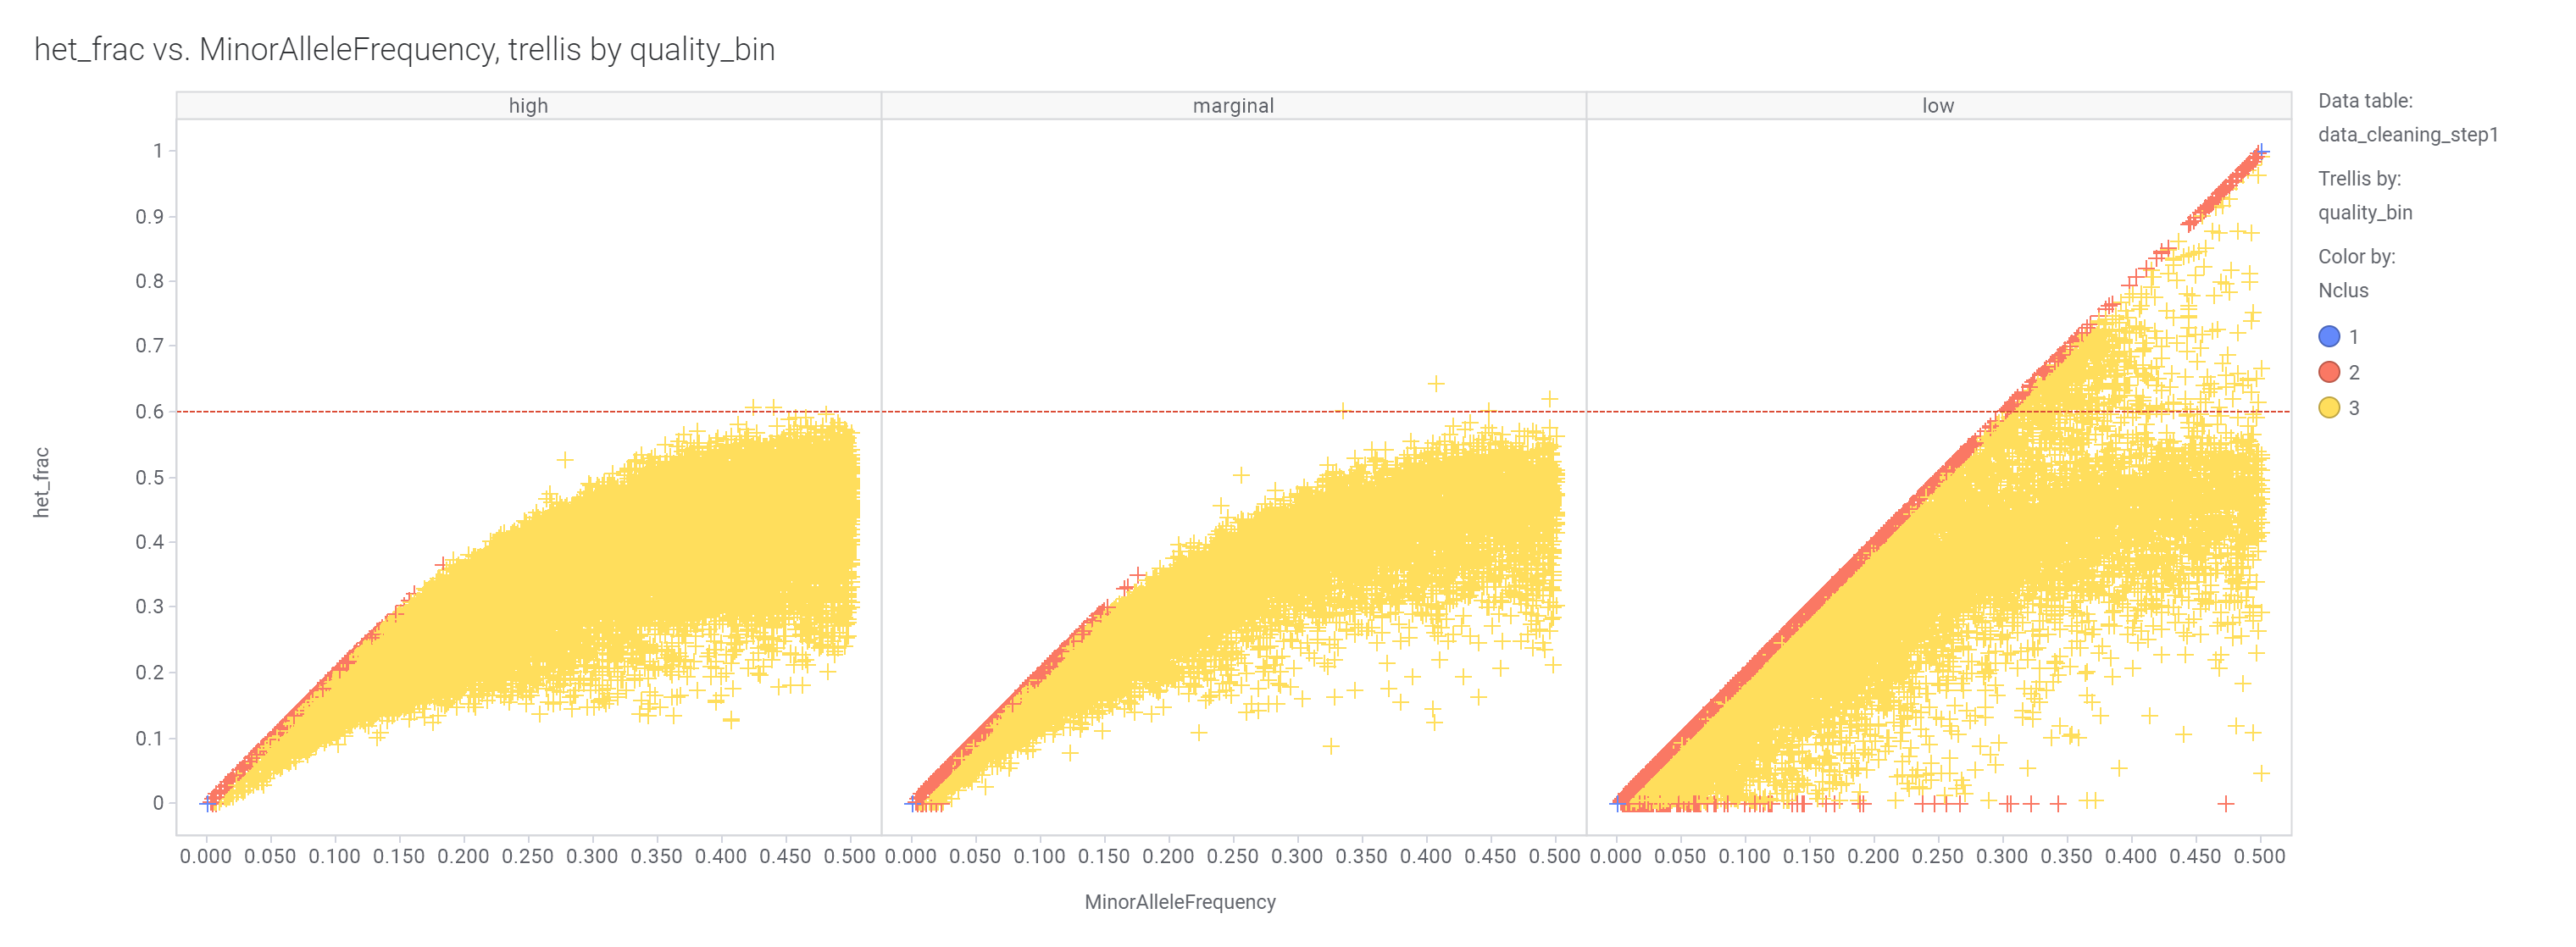 het_frac vs. MinorAlleleFrequency, trellis by quality_bin
high marginal low
Data table:
data_cleaning_step1
Trellis by:
quality_bin
Color by:
Nclus
1
2
3
het_frac
1
0.9
0.8
0.7
0.6
0.5
0.4
0.3
0.2
0.1
0
0.000 0.050 0.100 0.150 0.200 0.250 0.300 0.350 0.400 0.450 0.500 0.000 0.050 0.100 0.150 0.200 0.250 0.300 0.350 0.400 0.450 0.500 0.000 0.050 0.100 0.150 0.200 0.250 0.300 0.350 0.400 0.450 0.500
MinorAlleleFrequency